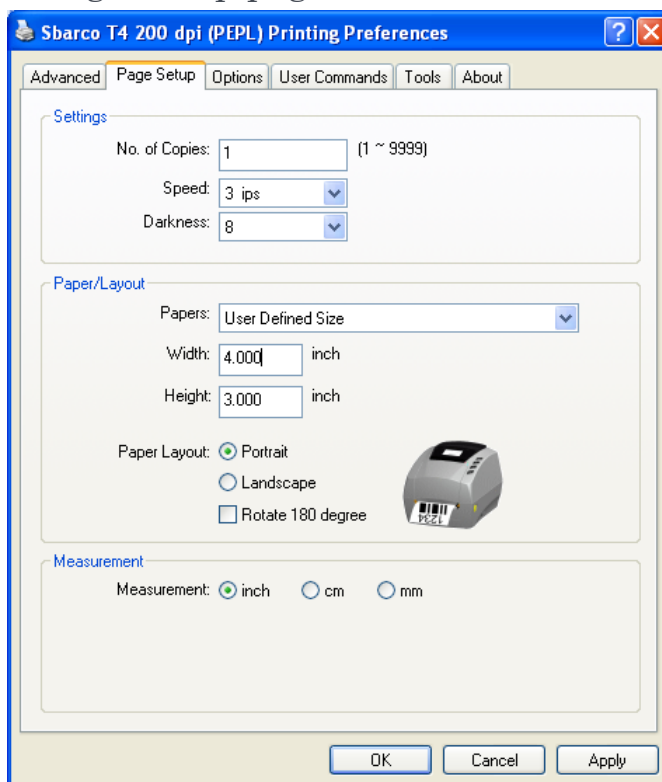 Sbarco T4 200 dpi (PEPL) Printing Preferences
Advanced Page Setup Options User Commands Tools About
Settings
No. of Copies: 1 (1 ~ 9999)
Speed: 3 ips
Darkness: 8
Paper/Layout
Papers: User Defined Size
Width: 4.000 inch
Height: 3.000 inch
Paper Layout: Portrait
Landscape
Rotate 180 degree
1234
Measurement
Measurement: inch cm mm
OK Cancel Apply